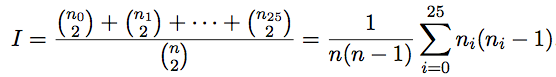 I = \frac{\binom{n_0}{2} + \binom{n_1}{2} + \cdots + \binom{n_{25}}{2}}{\binom{n}{2}} = \frac{1}{n(n-1)} \sum_{i=0}^{25} n_i(n_i - 1)